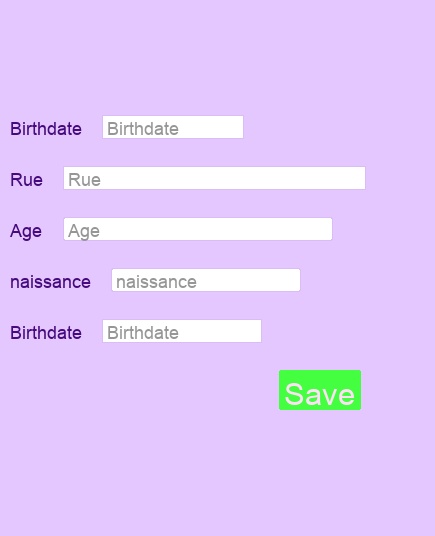 Birthdate Birthdate
Rue Rue
Age Age
naissance naissance
Birthdate Birthdate
Save